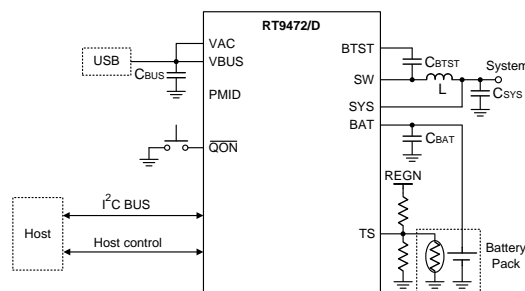 RT9472/D
VAC
BTST
USB
VBUS
CBUS
CBTST
SW
System
L
CSYS
PMID
SYS
BAT
QON
CBAT
REGN
I²C BUS
Host
Host control
TS
Battery
Pack